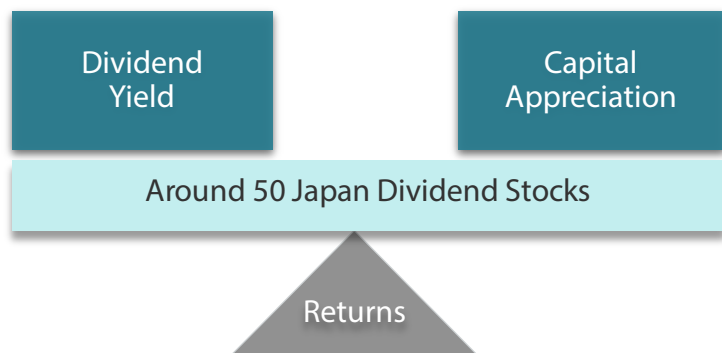 Dividend
Yield
Capital
Appreciation
Around 50 Japan Dividend Stocks
Returns